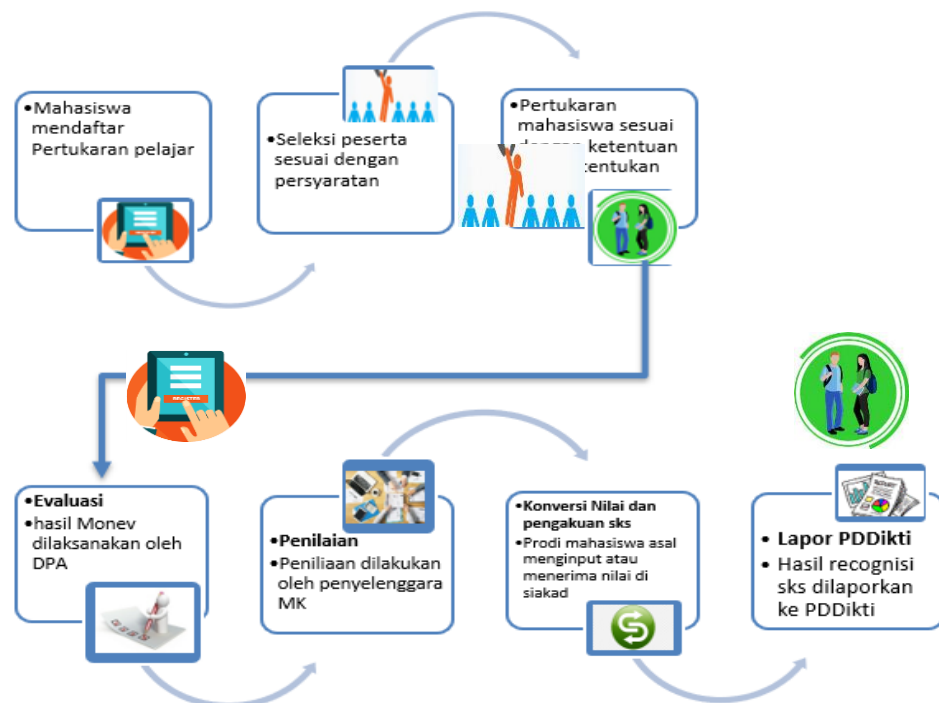 •Mahasiswa
mendaftar
Pertukaran pelajar
•Seleksi peserta
sesuai dengan
persyaratan
•Pertukaran
mahasiswa sesuai
ketentuan
tentukan
•Evaluasi
•hasil Monev
dilaksanakan oleh
DPA
•Penilaian
•Peniliaan dilakukan
oleh penyelenggara
MK
•Konversi Nilai dan
pengakuan sks
•Prodi mahasiswa asal
menginput atau
menerima nilai di
siakad
• Lapor PDDikti
• Hasil recognisi
sks dilaporkan
ke PDDikti